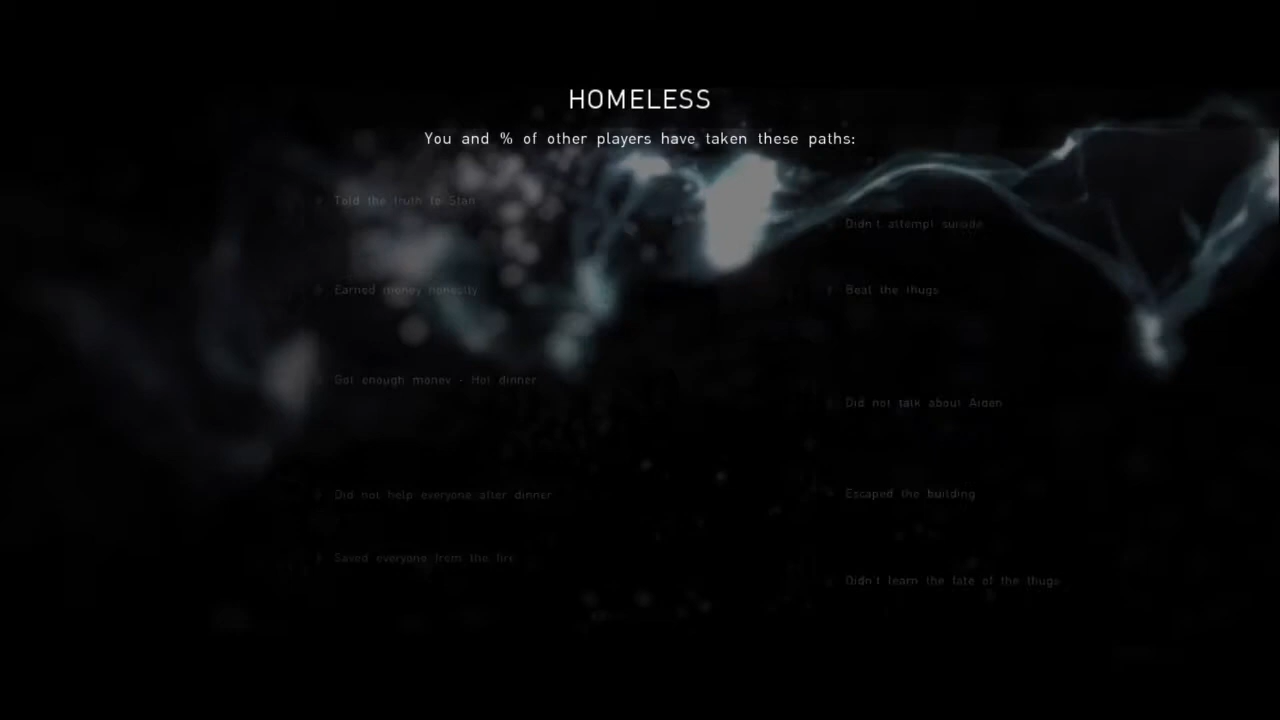 HOMELESS
You and % of other players have taken these paths:
Told the truth to Stan
Earned money honestly
Got enough money - Hot dinner
Did not help everyone after dinner
Saved everyone from the fire
Didn't attempt suicide
Beat the thugs
Did not talk about Aidan
Escaped the building
Didn't learn the fate of the thugs